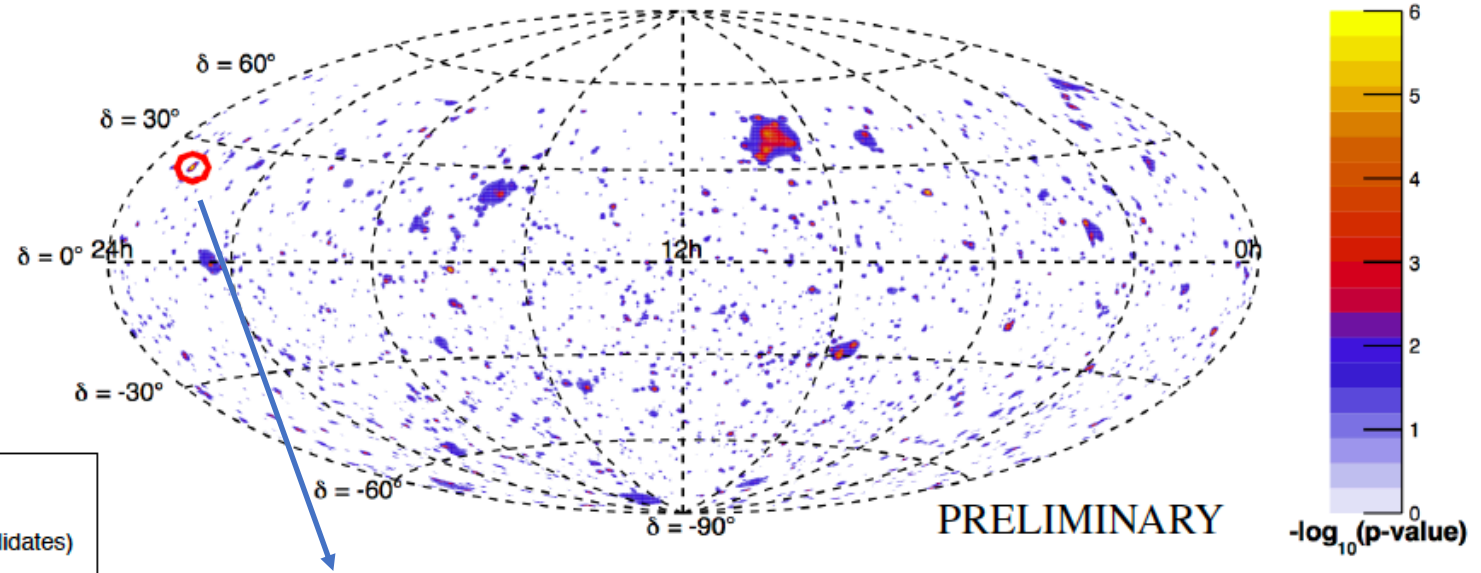 δ = 60°
δ = 30°
δ = 0°
24h
12h
0h
δ = -30°
δ = -60°
δ = -90°
PRELIMINARY
6
5
4
3
2
1
0
-log10(p-value)
lidates)